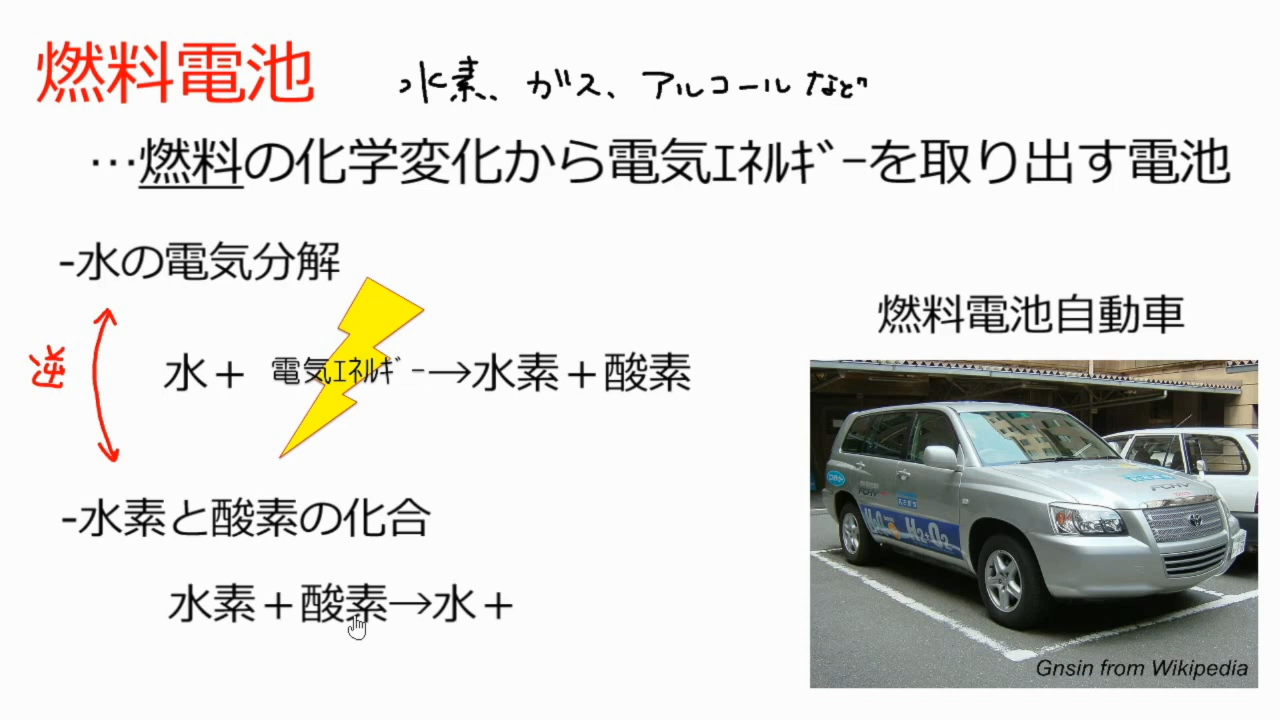 燃料電池
水素、ガス、アルコールなど
…燃料の化学変化から電気ｴﾈﾙｷﾞｰを取り出す電池
-水の電気分解
燃料電池自動車
逆
水＋ 電気ｴﾈﾙｷﾞｰ→水素＋酸素
-水素と酸素の化合
H₂O
H₂+O₂
FCHV
水素＋酸素→水＋
Gnsin from Wikipedia